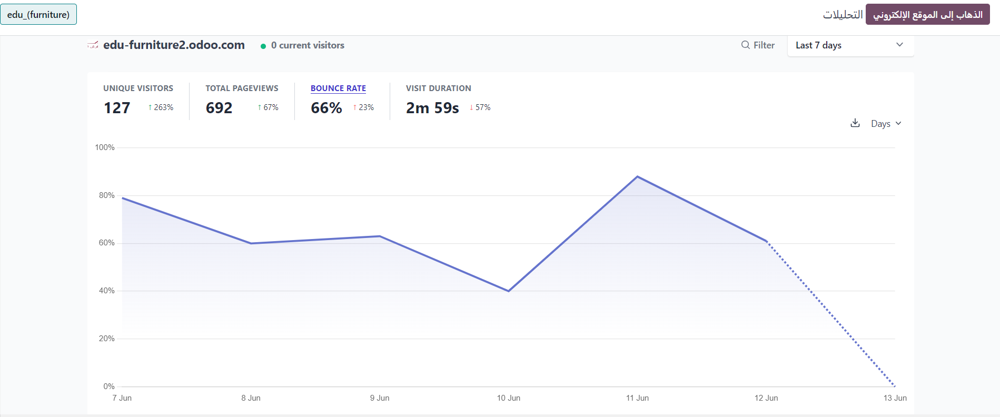 edu_(furniture)
التحليلات
الذهاب إلى الموقع الإلكتروني
edu-furniture2.odoo.com
0 current visitors
Filter
Last 7 days
UNIQUE VISITORS
127
↑ 263%
TOTAL PAGEVIEWS
692
↑ 67%
BOUNCE RATE
66%
↑ 23%
VISIT DURATION
2m 59s
↓ 57%
Days
100%
80%
60%
40%
20%
0%
7 Jun
8 Jun
9 Jun
10 Jun
11 Jun
12 Jun
13 Jun